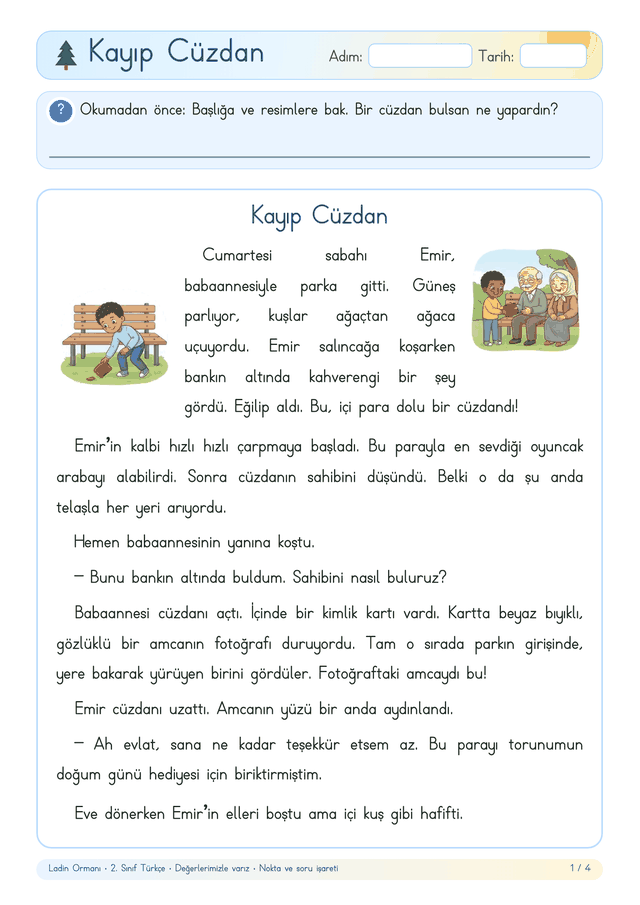 Kayıp Cüzdan
Adım:
Tarih:
? Okumadan önce: Başlığa ve resimlere bak. Bir cüzdan bulsan ne yapardın?
Kayıp Cüzdan
Cumartesi sabahı Emir,
babaannesiyle parka gitti. Güneş
parlıyor, kuşlar ağaçtan ağaca
uçuyordu. Emir salıncağa koşarken
bankın altında kahverengi bir şey
gördü. Eğilip aldı. Bu, içi para dolu bir cüzdandı!
Emir’in kalbi hızlı hızlı çarpmaya başladı. Bu parayla en sevdiği oyuncak
arabayı alabilirdi. Sonra cüzdanın sahibini düşündü. Belki o da şu anda
telaşla her yeri arıyordu.
Hemen babaannesinin yanına koştu.
– Bunu bankın altında buldum. Sahibini nasıl buluruz?
Babaannesi cüzdanı açtı. İçinde bir kimlik kartı vardı. Kartta beyaz bıyıklı,
gözlüklü bir amcanın fotoğrafı duruyordu. Tam o sırada parkın girişinde,
yere bakarak yürüyen birini gördüler. Fotoğraftaki amcaydı bu!
Emir cüzdanı uzattı. Amcanın yüzü bir anda aydınlandı.
– Ah evlat, sana ne kadar teşekkür etsem az. Bu parayı torunumun
doğum günü hediyesi için biriktirmiştim.
Eve dönerken Emir’in elleri boştu ama içi kuş gibi hafifti.
Ladin Ormanı • 2. Sınıf Türkçe • Değerlerimizle varız • Nokta ve soru işareti
1 / 4